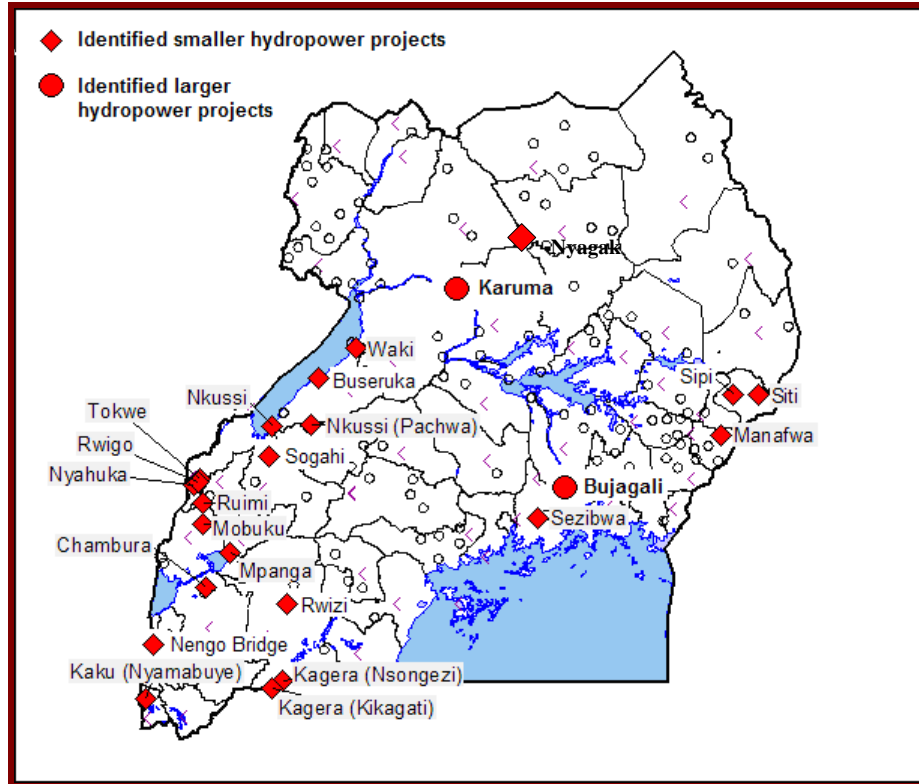 Identified smaller hydropower projects
Identified larger
hydropower projects
Nyagak
Karuma
Waki
Buseruka
Sipi
Siti
Nkussi
Tokwe
Nkussi (Pachwa)
Manafwa
Rwigo
Sogahi
Nyahuka
Bujagali
Ruimi
Sezibwa
Mobuku
Chambura
Mpanga
Rwizi
Nengo Bridge
Kaku (Nyamabuye)
Kagera (Nsongezi)
Kagera (Kikagati)